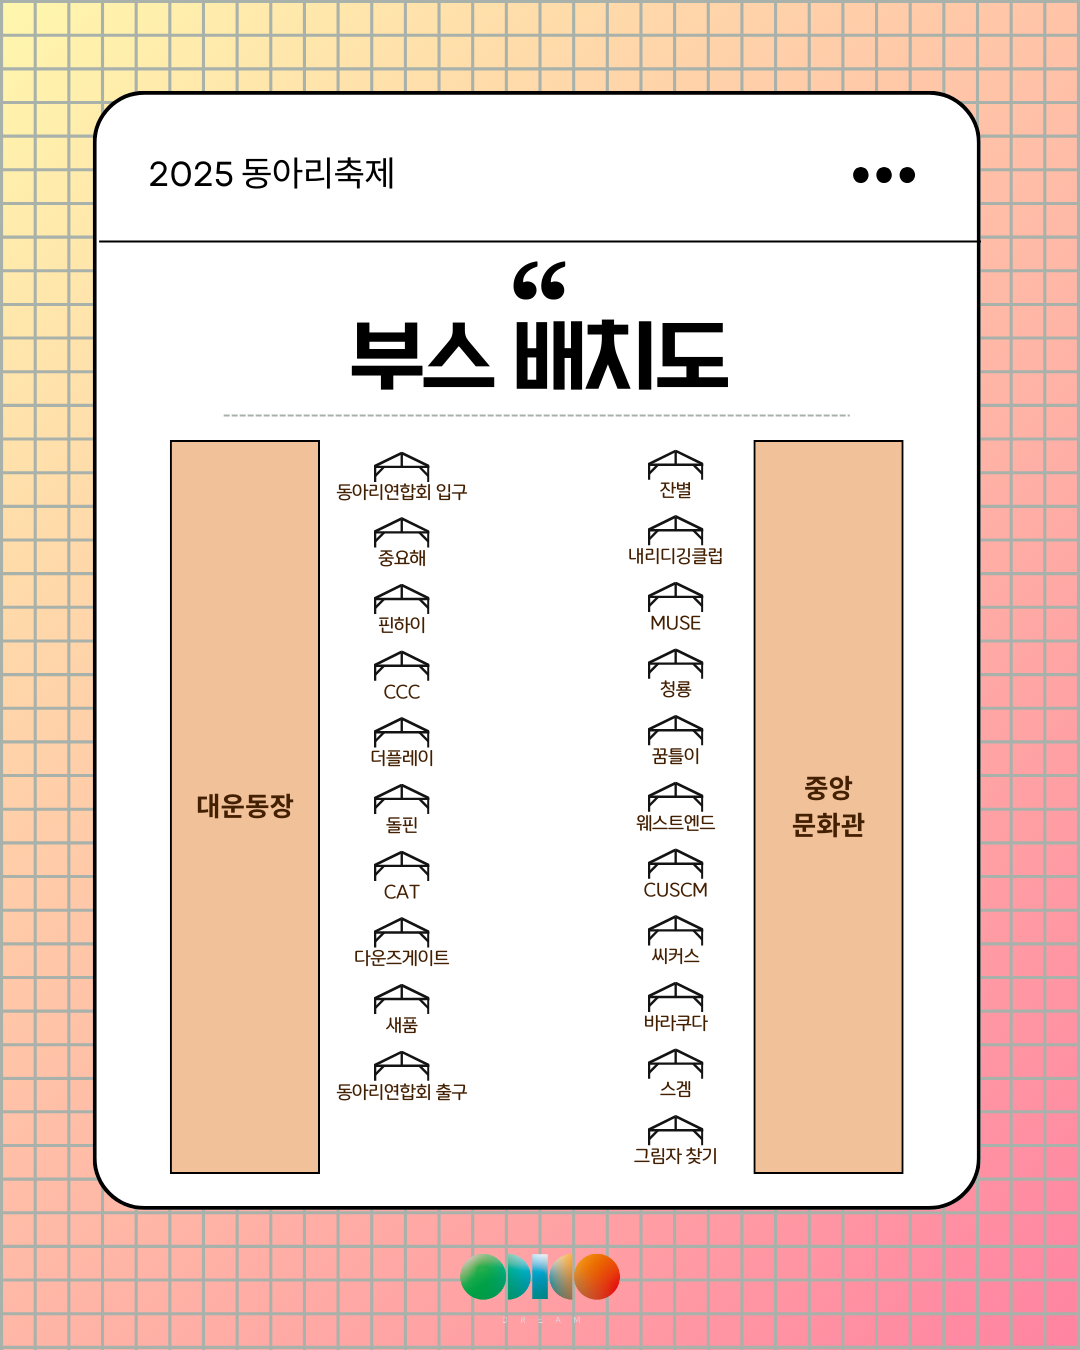 2025 동아리축제
“
부스 배치도
대운동장
동아리연합회 입구
중요해
핀하이
CCC
더플레이
돌핀
CAT
다운즈게이트
새품
동아리연합회 출구
잔별
내리디깅클럽
MUSE
청룡
꿈틀이
웨스트엔드
CUSCM
씨커스
바라쿠다
스겜
그림자 찾기
중앙
문화관
DREAM